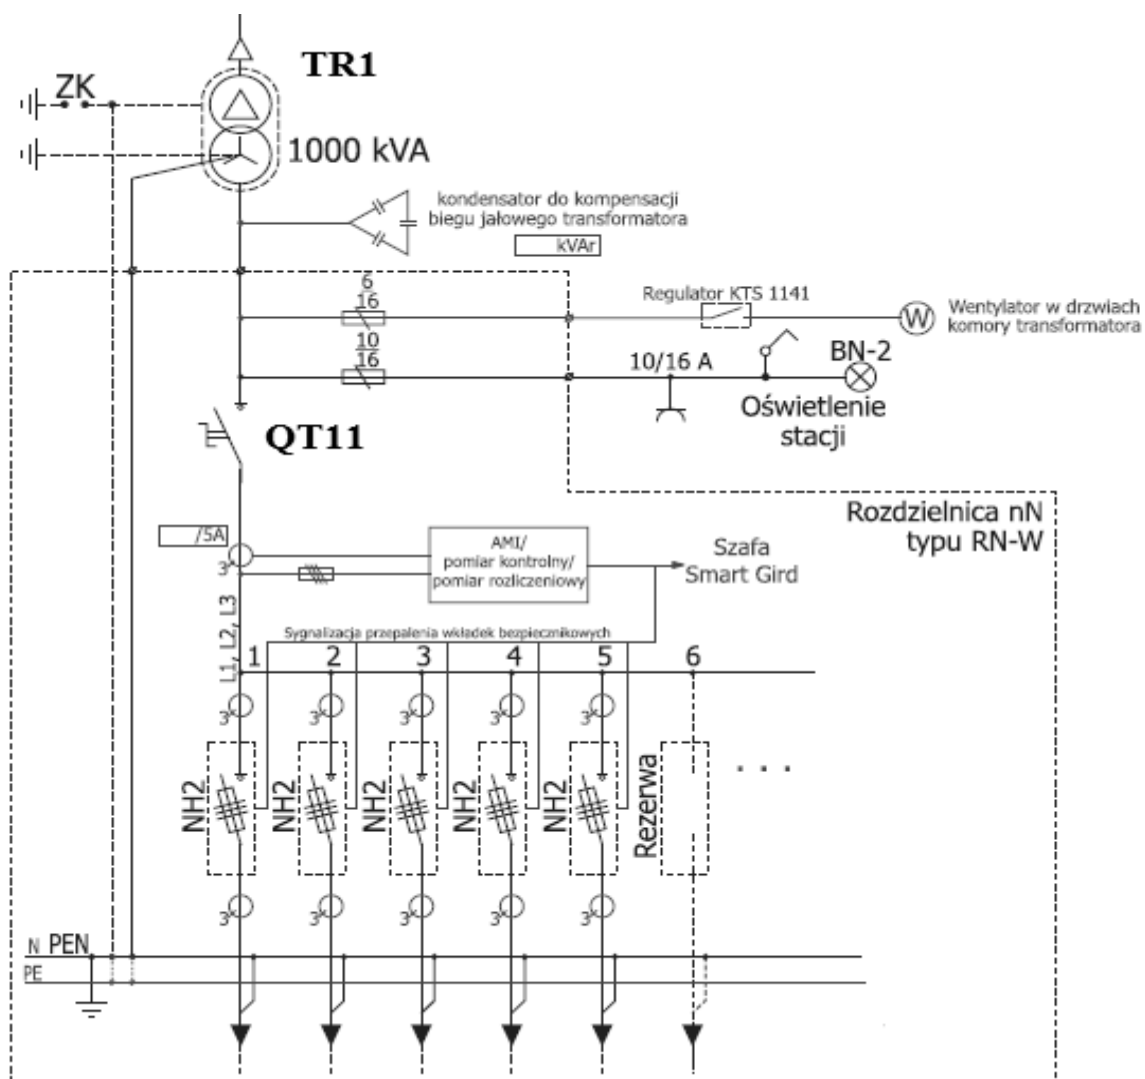 TR1
ZK
1000 kVA
kondensator do kompensacji
biegu jałowego transformatora
kVAr
6
16
Regulator KTS 1141
W
Wentylator w drzwiach
komory transformatora
10
16
10/16 A
BN-2
Oświetlenie
stacji
QT11
Rozdzielnica nN
typu RN-W
/5A
3
AMI/
pomiar kontrolny/
pomiar rozliczeniowy
Szafa
Smart Gird
L1, L2, L3
Sygnalizacja przepalenia wkładek bezpiecznikowych
1 2 3 4 5 6
3 3 3 3 3
NH2 NH2 NH2 NH2 NH2 Rezerwa
. . .
3 3 3 3 3
N PEN
PE